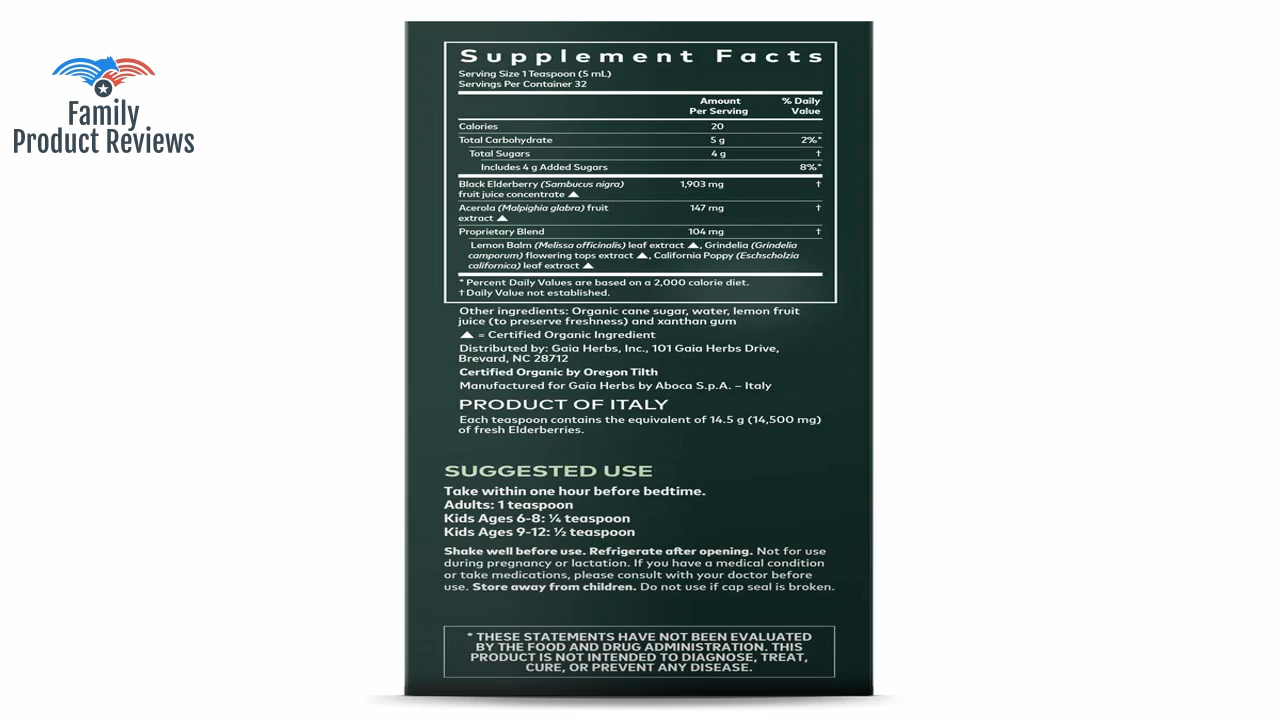 Family
Product Reviews
Supplement Facts
Serving Size 1 Teaspoon (5 mL)
Servings Per Container 32
Amount Per Serving % Daily Value
Calories 20
Total Carbohydrate 5 g 2%*
Total Sugars 4 g †
Includes 4 g Added Sugars 8%*
Black Elderberry (Sambucus nigra) 1,903 mg †
fruit juice concentrate ▲
Acerola (Malpighia glabra) fruit 147 mg †
extract ▲
Proprietary Blend 104 mg †
Lemon Balm (Melissa officinalis) leaf extract ▲, Grindelia (Grindelia
camporum) flowering tops extract ▲, California Poppy (Eschscholzia
californica) leaf extract ▲
* Percent Daily Values are based on a 2,000 calorie diet.
† Daily Value not established.
Other ingredients: Organic cane sugar, water, lemon fruit
juice (to preserve freshness) and xanthan gum
▲ = Certified Organic Ingredient
Distributed by: Gaia Herbs, Inc., 101 Gaia Herbs Drive,
Brevard, NC 28712
Certified Organic by Oregon Tilth
Manufactured for Gaia Herbs by Aboca S.p.A. – Italy
PRODUCT OF ITALY
Each teaspoon contains the equivalent of 14.5 g (14,500 mg)
of fresh Elderberries.
SUGGESTED USE
Take within one hour before bedtime.
Adults: 1 teaspoon
Kids Ages 6-8: ¼ teaspoon
Kids Ages 9-12: ½ teaspoon
Shake well before use. Refrigerate after opening. Not for use
during pregnancy or lactation. If you have a medical condition
or take medications, please consult with your doctor before
use. Store away from children. Do not use if cap seal is broken.
* THESE STATEMENTS HAVE NOT BEEN EVALUATED
BY THE FOOD AND DRUG ADMINISTRATION. THIS
PRODUCT IS NOT INTENDED TO DIAGNOSE, TREAT,
CURE, OR PREVENT ANY DISEASE.